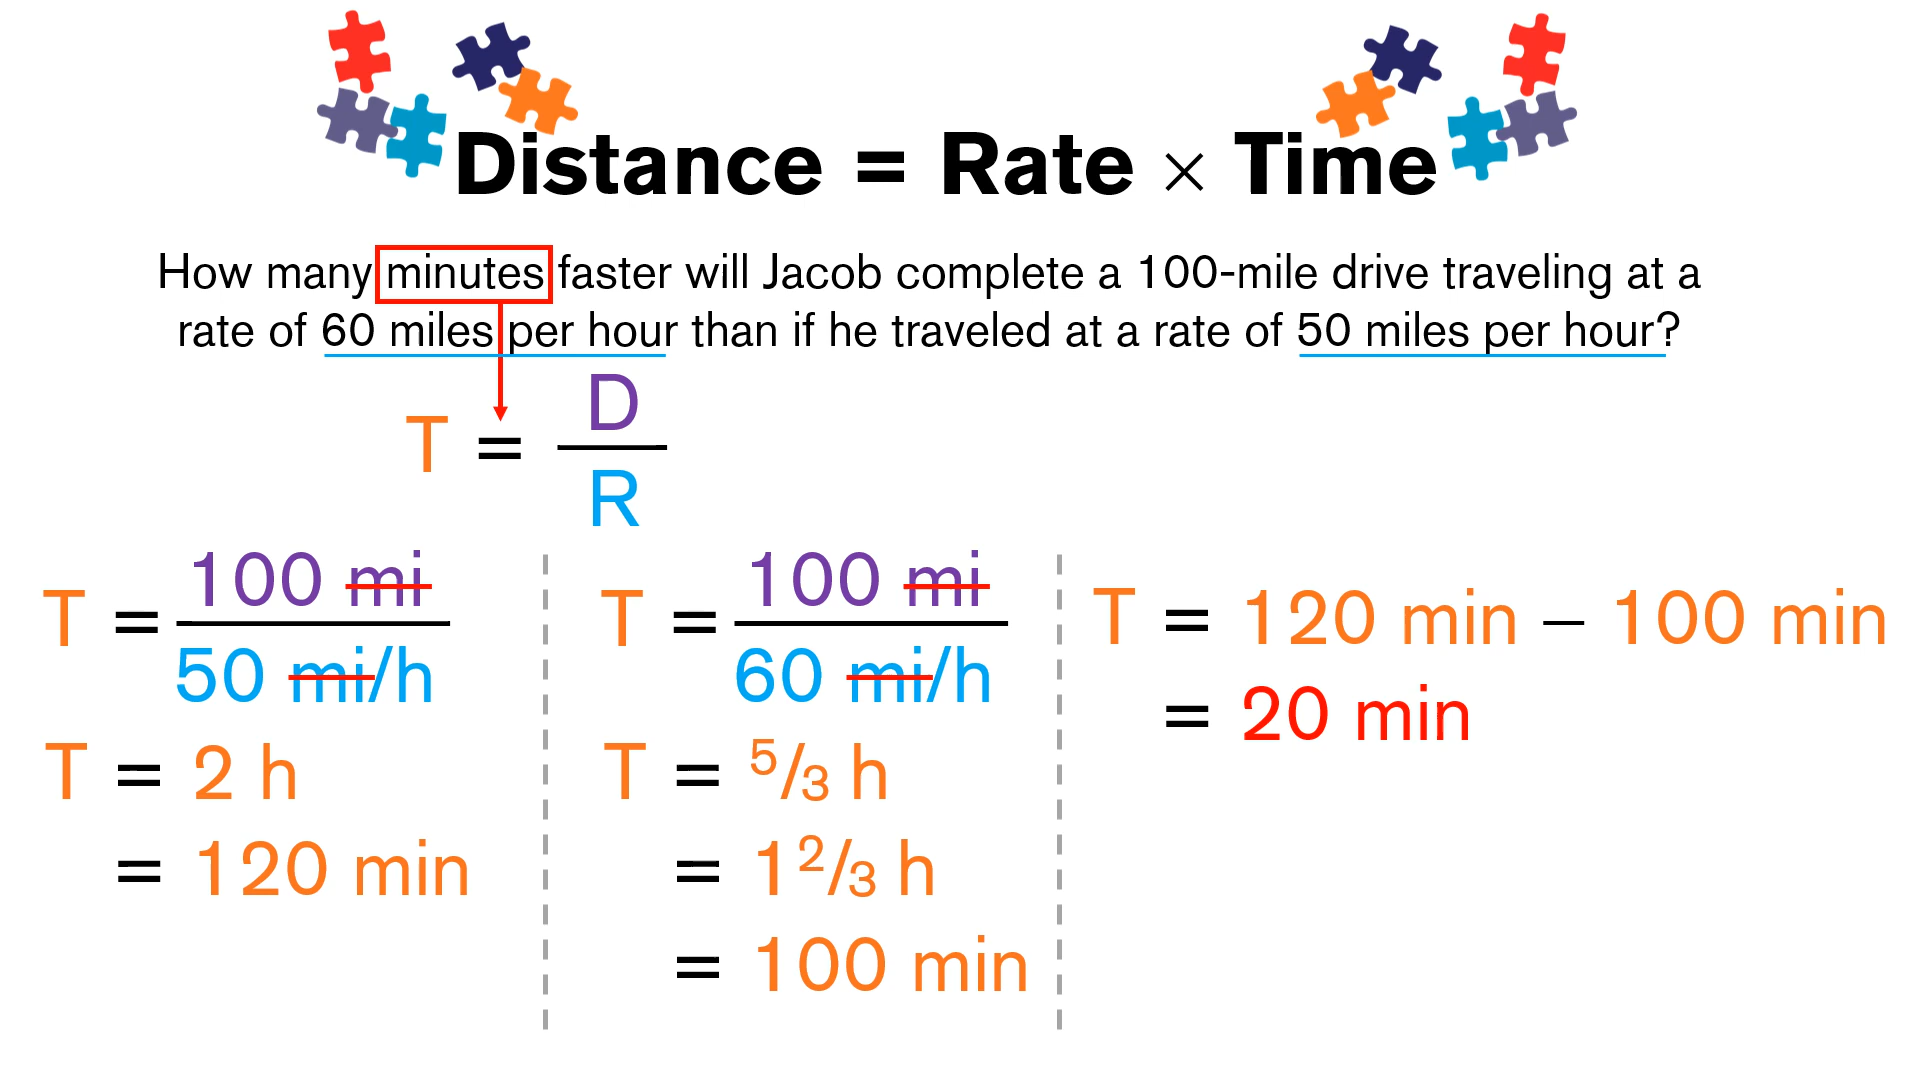 Distance = Rate × Time
How many minutes faster will Jacob complete a 100-mile drive traveling at a
rate of 60 miles per hour than if he traveled at a rate of 50 miles per hour?
T = D
R
T = 100 mi
50 mi/h
T = 2 h
= 120 min
T = 100 mi
60 mi/h
T = 5/3 h
= 1 2/3 h
= 100 min
T = 120 min – 100 min
= 20 min